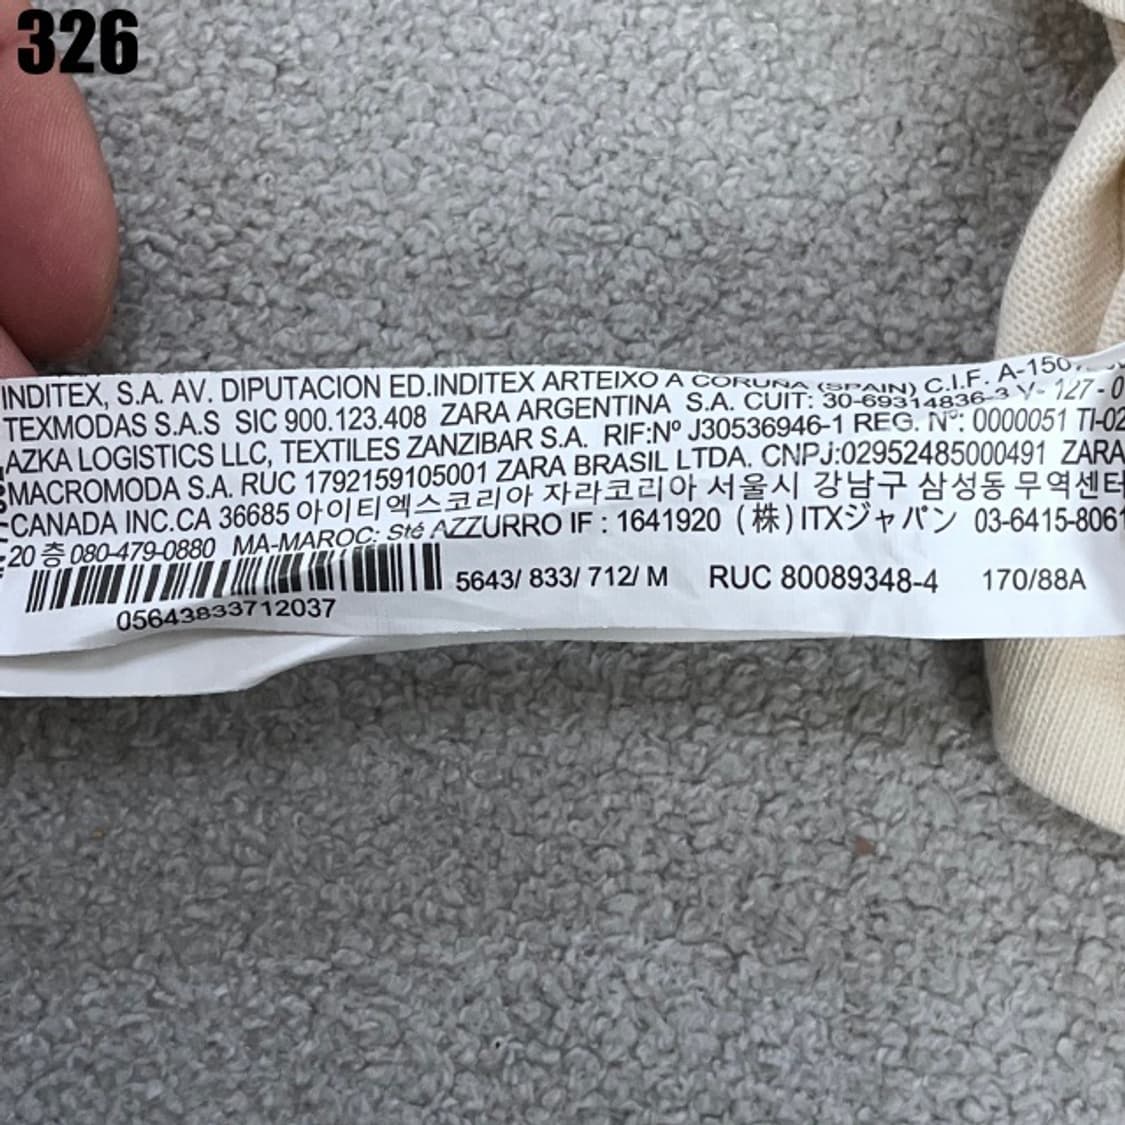 326
INDITEX, S.A. AV. DIPUTACION ED.INDITEX ARTEIXO A CORUÑA (SPAIN) C.I.F. A-150
TEXMODAS S.A.S SIC 900.123.408 ZARA ARGENTINA S.A. CUIT: 30-69314836-3 V- 127 - 0
AZKA LOGISTICS LLC, TEXTILES ZANZIBAR S.A. RIF:Nº J30536946-1 REG. Nº: 0000051 TI-02
MACROMODA S.A. RUC 1792159105001 ZARA BRASIL LTDA. CNPJ:02952485000491 ZARA
CANADA INC.CA 36685 아이티엑스코리아 자라코리아 서울시 강남구 삼성동 무역센터
20 층 080-479-0880 MA-MAROC: Sté AZZURRO IF : 1641920 (株)ITXジャパン 03-6415-8061
5643/ 833/ 712/ M RUC 80089348-4 170/88A
05643833712037